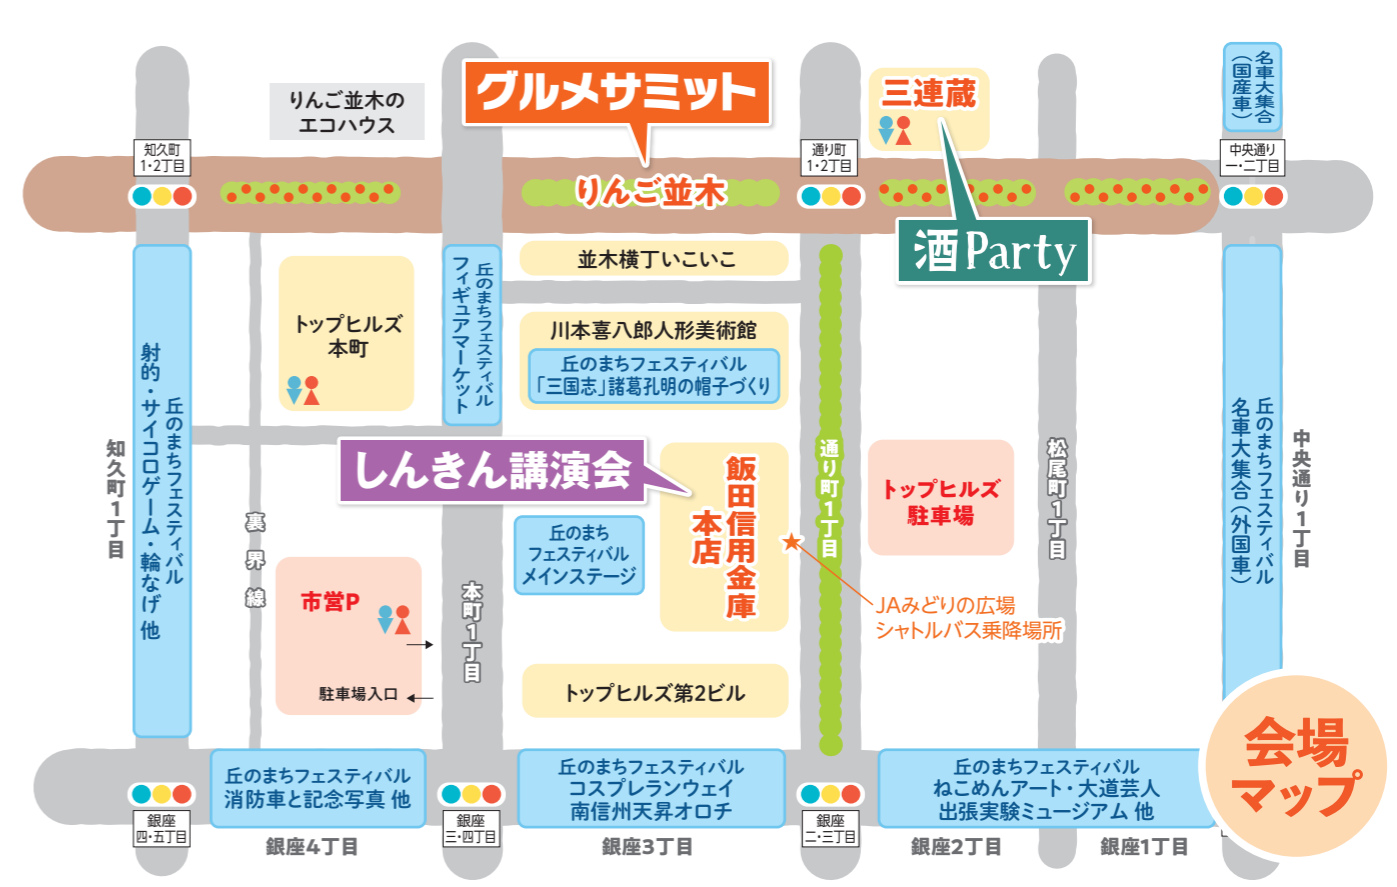 グルメサミット
三連蔵
名車大集合
（国産車）
りんご並木の
エコハウス
知久町
1・2丁目
通り町
1・2丁目
中央通り
一・二丁目
りんご並木
酒Party
並木横丁いこいこ
丘のまちフェスティバル
フィギュアマーケット
トップヒルズ
本町
川本喜八郎人形美術館
丘のまちフェスティバル
「三国志」諸葛孔明の帽子づくり
丘のまちフェスティバル
射的・サイコロゲーム・輪なげ 他
知久町1丁目
しんきん講演会
飯田信用金庫
本店
通り町1丁目
トップヒルズ
駐車場
松尾町1丁目
丘のまちフェスティバル
名車大集合（外国車）
中央通り1丁目
裏界線
丘のまち
フェスティバル
メインステージ
市営P
本町1丁目
JAみどりの広場
シャトルバス乗降場所
駐車場入口
トップヒルズ第2ビル
会場
マップ
丘のまちフェスティバル
消防車と記念写真 他
丘のまちフェスティバル
コスプレランウェイ
南信州天昇オロチ
丘のまちフェスティバル
ねこめんアート・大道芸人
出張実験ミュージアム 他
銀座
四・五丁目
銀座4丁目
銀座
三・四丁目
銀座3丁目
銀座
二・三丁目
銀座2丁目
銀座1丁目